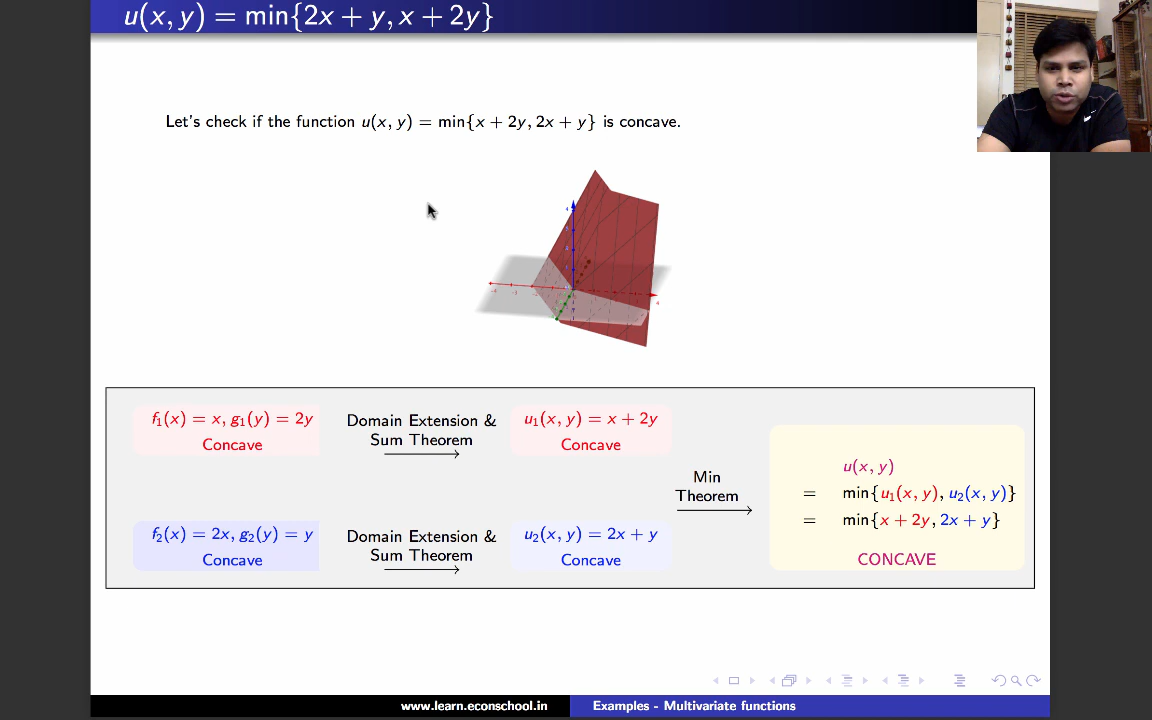 u(x, y) = min{2x + y, x + 2y}
Let's check if the function u(x, y) = min{x + 2y, 2x + y} is concave.
f₁(x) = x, g₁(y) = 2y
Concave
Domain Extension &
Sum Theorem
u₁(x, y) = x + 2y
Concave
f₂(x) = 2x, g₂(y) = y
Concave
Domain Extension &
Sum Theorem
u₂(x, y) = 2x + y
Concave
Min
Theorem
u(x, y)
= min{u₁(x, y), u₂(x, y)}
= min{x + 2y, 2x + y}
CONCAVE
www.learn.econschool.in
Examples - Multivariate functions